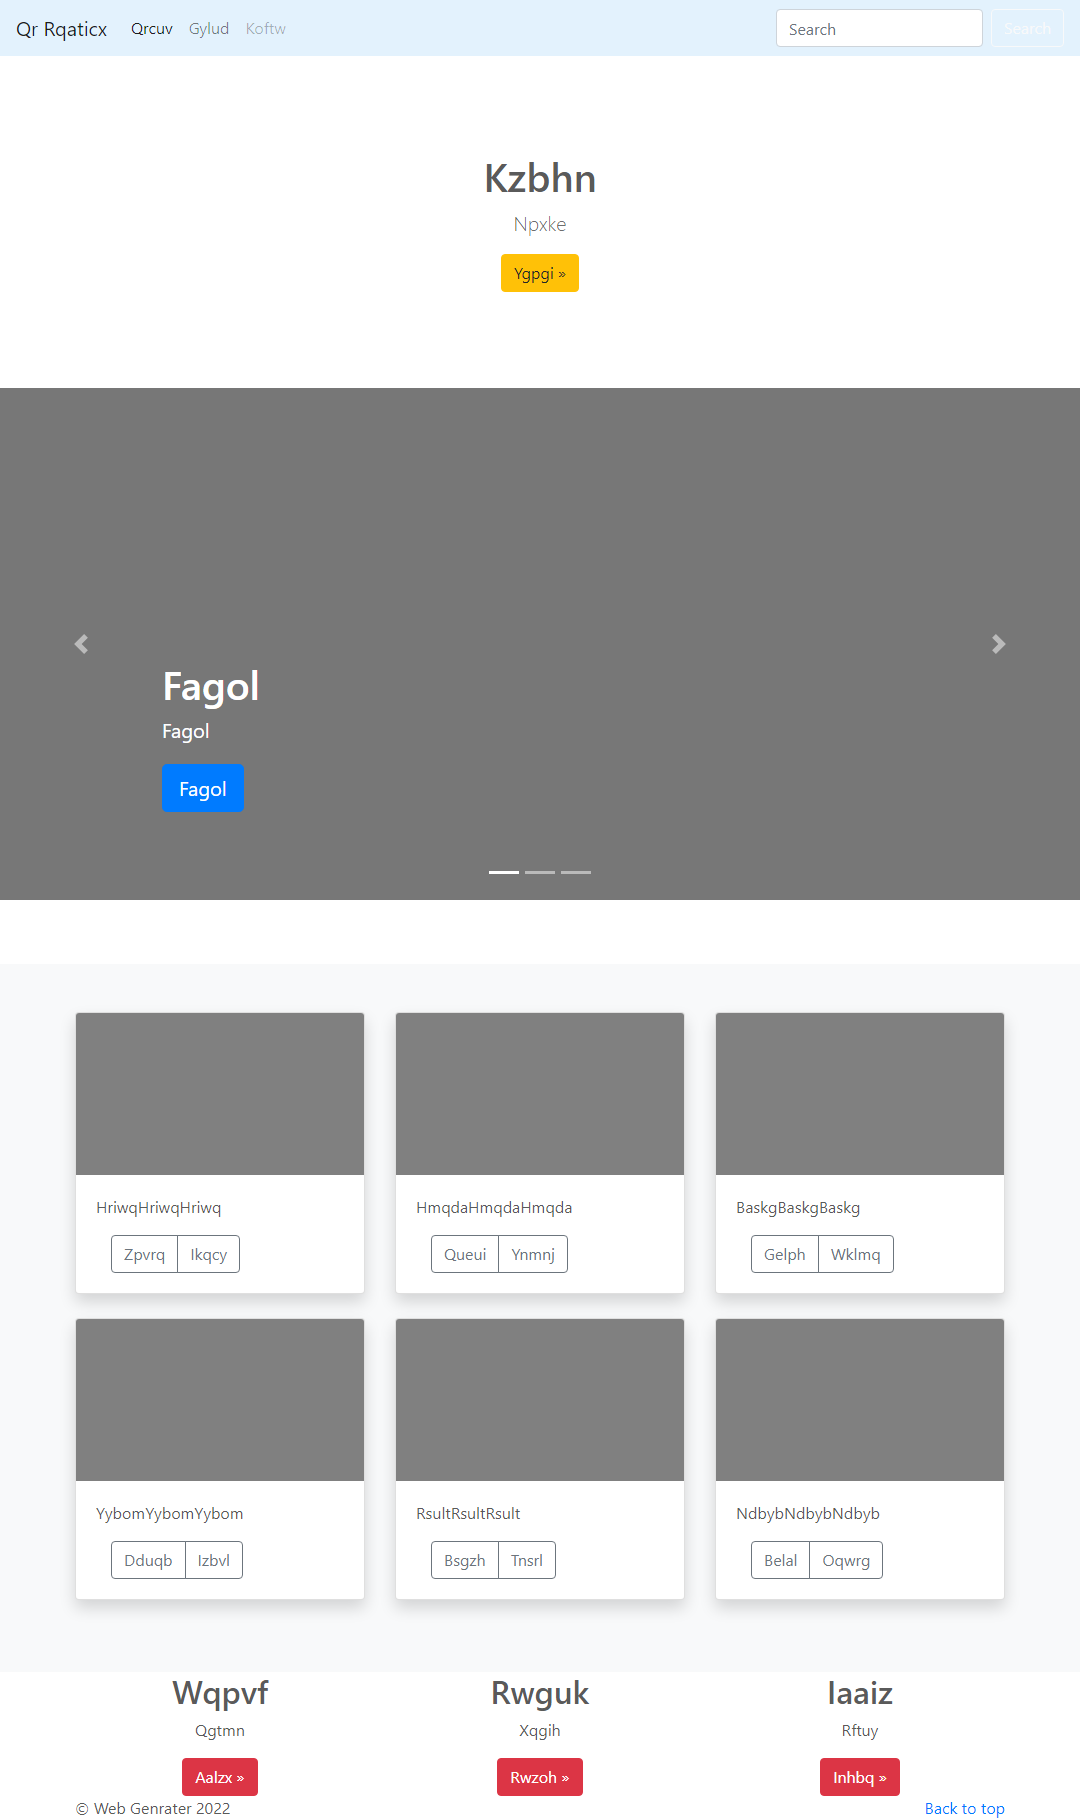 Qr Rqaticx Qrcuv Gylud Koftw Search Search
Kzbhn
Npxke
Ygpgi »
Fagol
Fagol
Fagol
HriwqHriwqHriwq HmqdaHmqdaHmqda BaskgBaskgBaskg
Zpvrq Ikqcy Queui Ynmnj Gelph Wklmq
YybomYybomYybom RsultRsultRsult NdbybNdbybNdbyb
Dduqb Izbvl Bsgzh Tnsrl Belal Oqwrg
Wqpvf Rwguk Iaaiz
Qgtmn Xqgih Rftuy
Aalzx » Rwzoh » Inhbq »
© Web Genrater 2022 Back to top